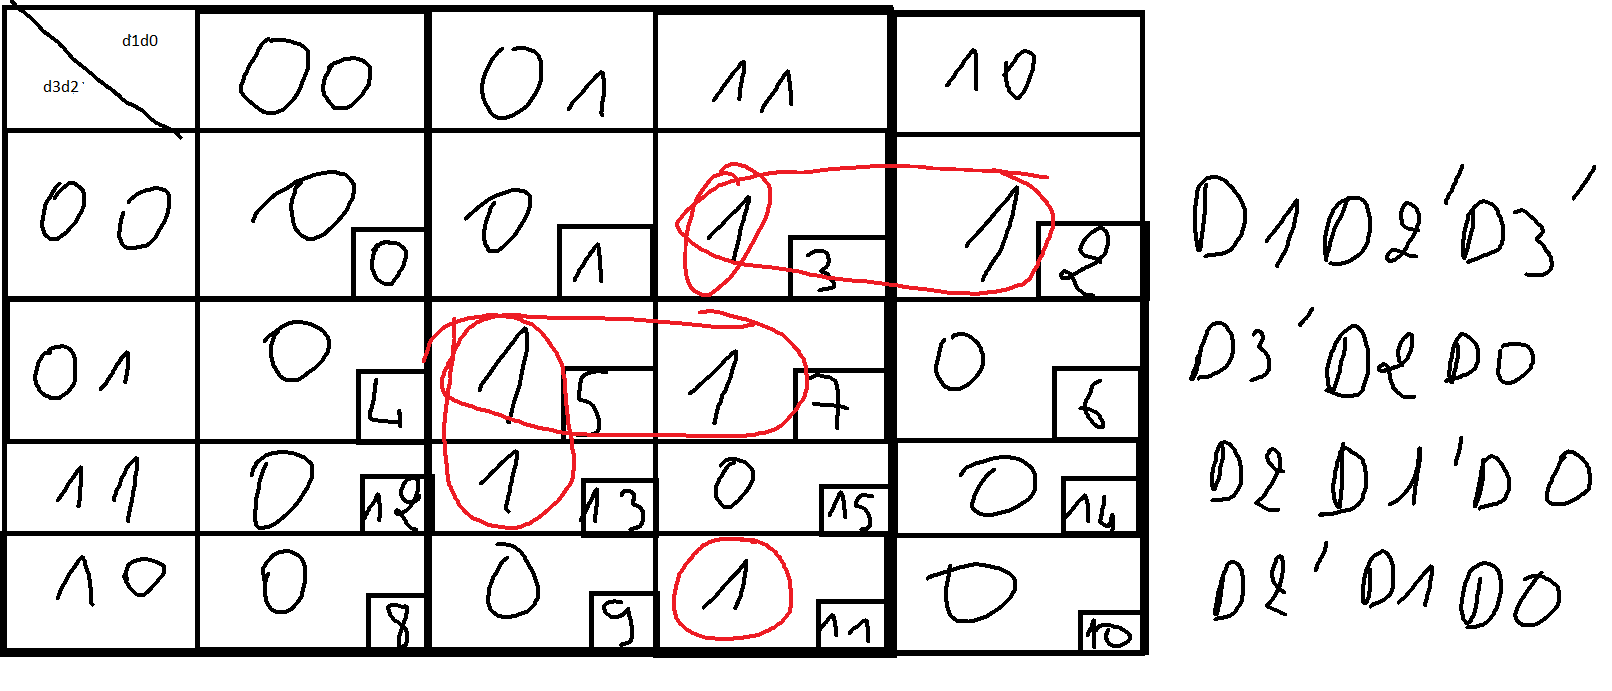 d1d0
d3d2`
00 01 11 10
00 0 0 0 1 1 3 1 2
01 0 4 1 5 1 7 0 6
11 0 12 1 13 0 15 0 14
10 0 8 0 9 1 11 0 10
D1D2'D3'
D3'D2D0
D2D1'D0
D2'D1D0